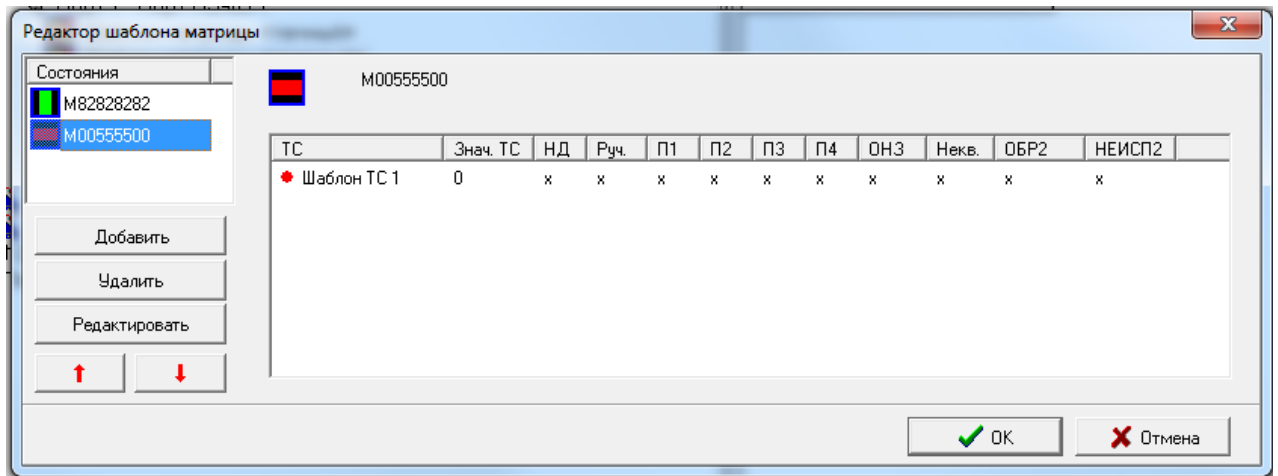 Редактор шаблона матрицы
Состояния
M82828282
M00555500
Добавить
Удалить
Редактировать
M00555500
ТС Знач. ТС НД Руч. П1 П2 П3 П4 ОНЗ Некв. ОБР2 НЕИСП2
Шаблон ТС 1 0 x x x x x x x x x x
ОК Отмена